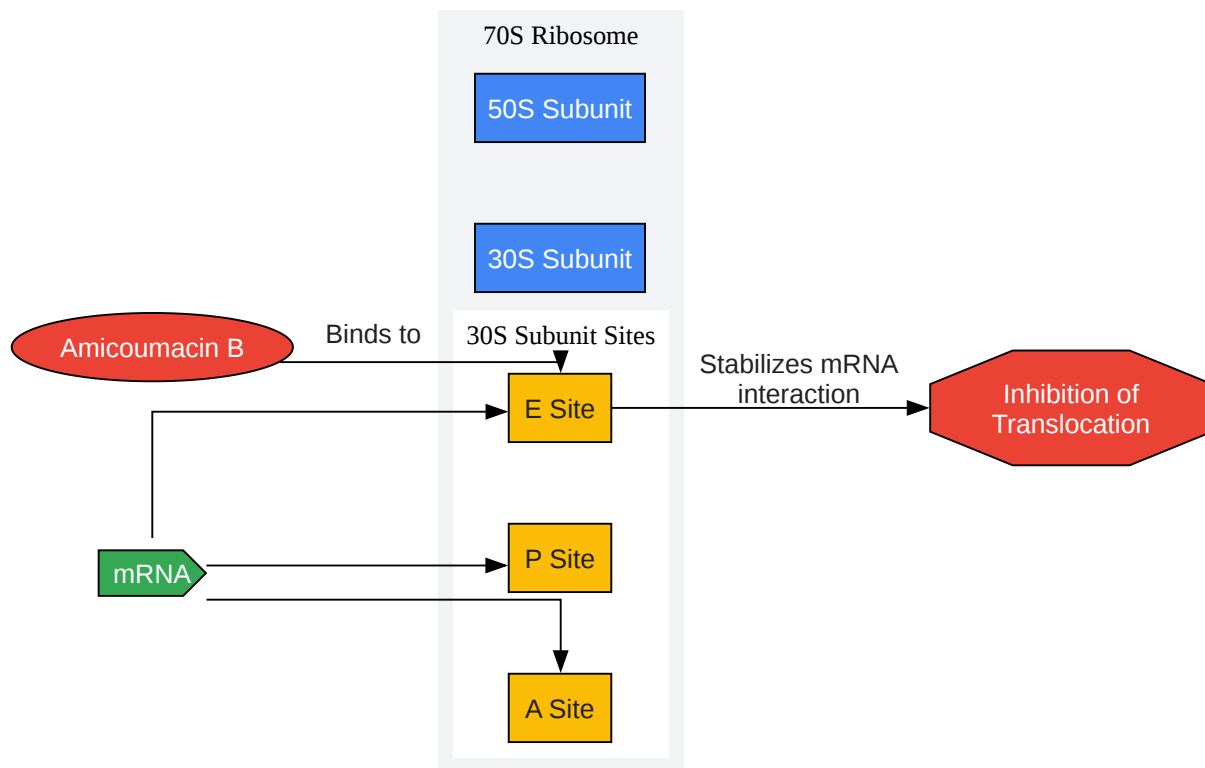 70S Ribosome
50S Subunit
30S Subunit
Amicoumacin B
Binds to
30S Subunit Sites
E Site
Stabilizes mRNA
interaction
Inhibition of
Translocation
mRNA
P Site
A Site